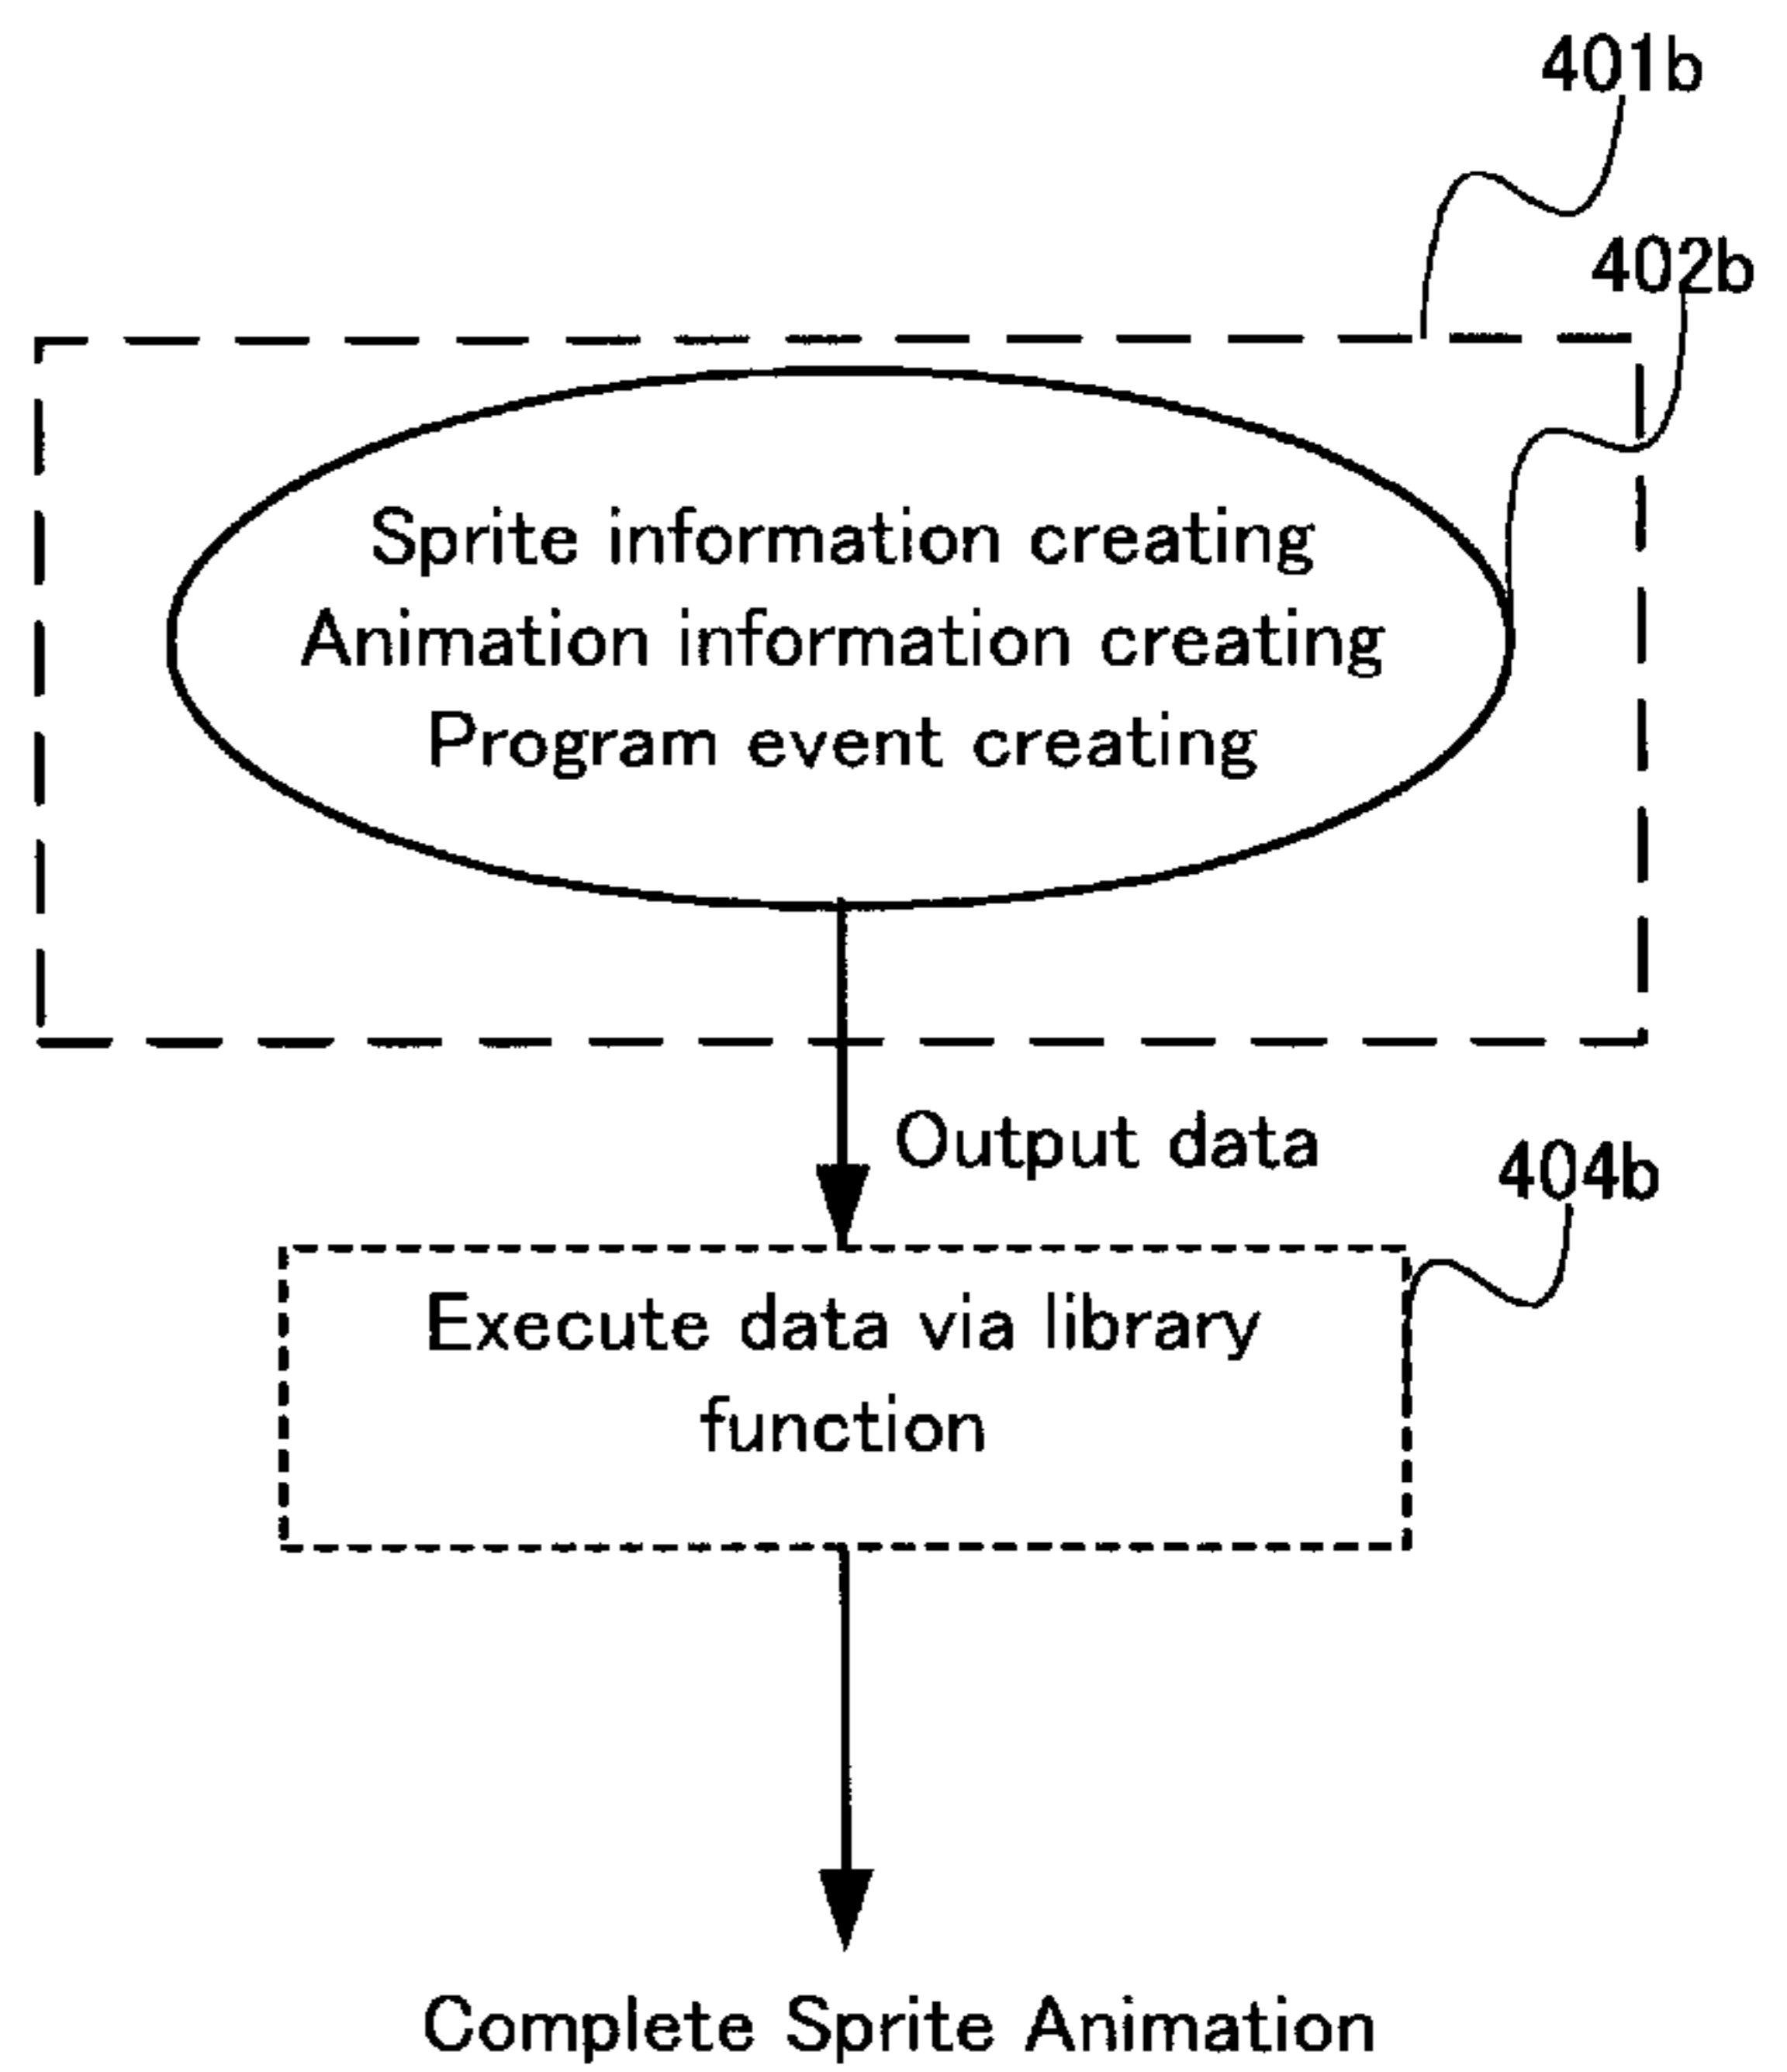 401b
402b
Sprite information creating
Animation information creating
Program event creating
Output data
404b
Execute data via library
function
Complete Sprite Animation